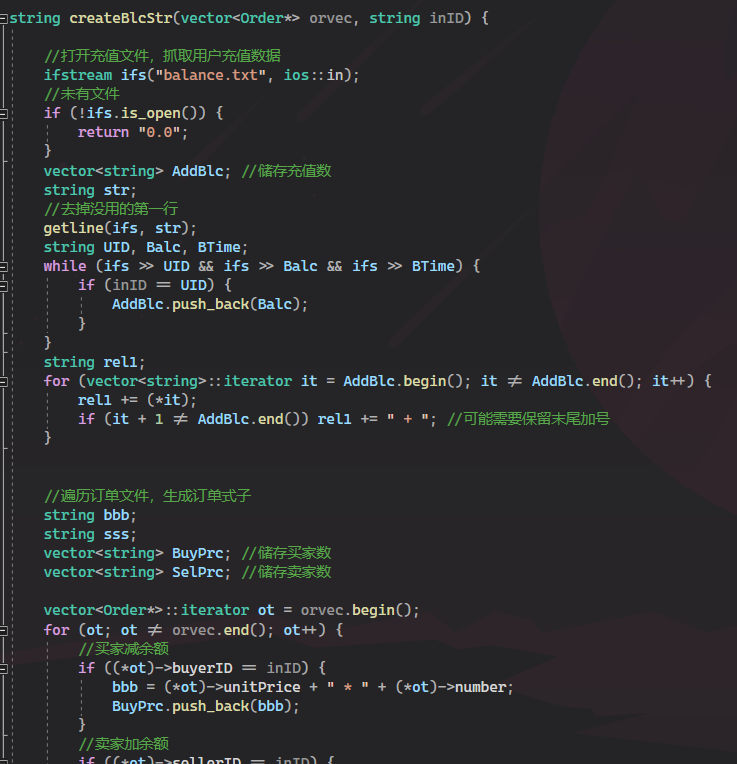 string createBlcStr(vector<Order*> orvec, string inID) {
//打开充值文件，抓取用户充值数据
ifstream ifs("balance.txt", ios::in);
//未有文件
if (!ifs.is_open()) {
return "0.0";
}
vector<string> AddBlc; //储存充值数
string str;
//去掉没用的第一行
getline(ifs, str);
string UID, Balc, BTime;
while (ifs >> UID && ifs >> Balc && ifs >> BTime) {
if (inID == UID) {
AddBlc.push_back(Balc);
}
}
string rel1;
for (vector<string>::iterator it = AddBlc.begin(); it != AddBlc.end(); it++) {
rel1 += (*it);
if (it + 1 != AddBlc.end()) rel1 += " + "; //可能需要保留末尾加号
}
//遍历订单文件，生成订单式子
string bbb;
string sss;
vector<string> BuyPrc; //储存买家数
vector<string> SelPrc; //储存卖家数
vector<Order*>::iterator ot = orvec.begin();
for (ot; ot != orvec.end(); ot++) {
//买家减余额
if ((*ot)->buyerID == inID) {
bbb = (*ot)->unitPrice + " * " + (*ot)->number;
BuyPrc.push_back(bbb);
}
//卖家加余额
if ((*ot)->sellerID == inID) {